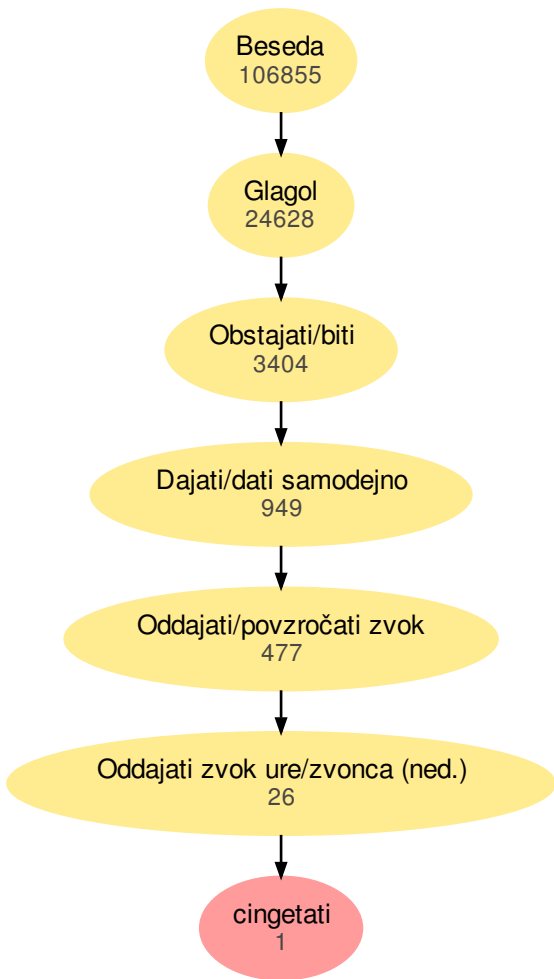 Beseda
106855
Glagol
24628
Obstajati/biti
3404
Dajati/dati samodejno
949
Oddajati/povzročati zvok
477
Oddajati zvok ure/zvonca (ned.)
26
cingetati
1